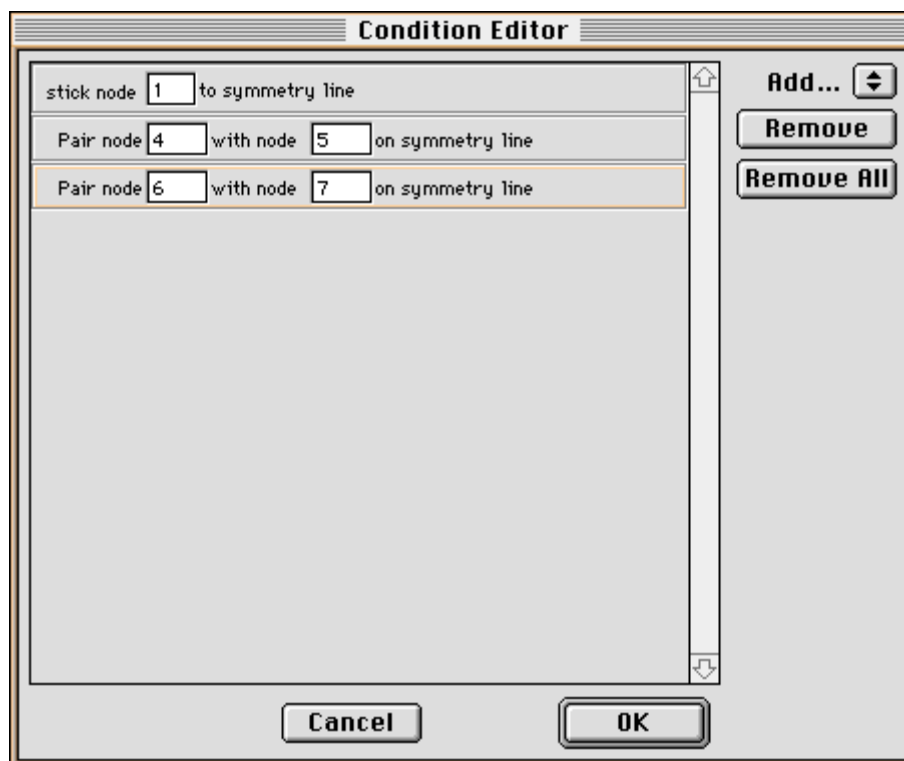 Condition Editor
stick node 1 to symmetry line
Pair node 4 with node 5 on symmetry line
Pair node 6 with node 7 on symmetry line
Add...
Remove
Remove All
Cancel
OK